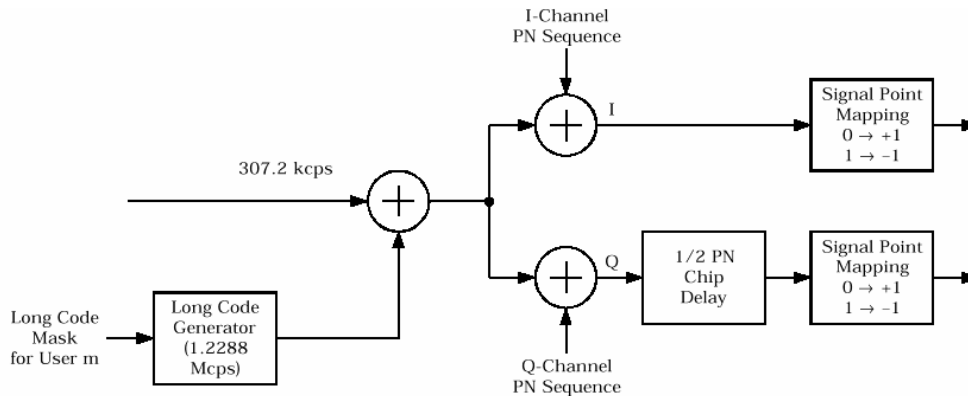 I-Channel
PN Sequence
I
Signal Point
Mapping
0 → +1
1 → –1
307.2 kcps
Q
1/2 PN
Chip
Delay
Signal Point
Mapping
0 → +1
1 → –1
Long Code
Mask
for User m
Long Code
Generator
(1.2288
Mcps)
Q-Channel
PN Sequence